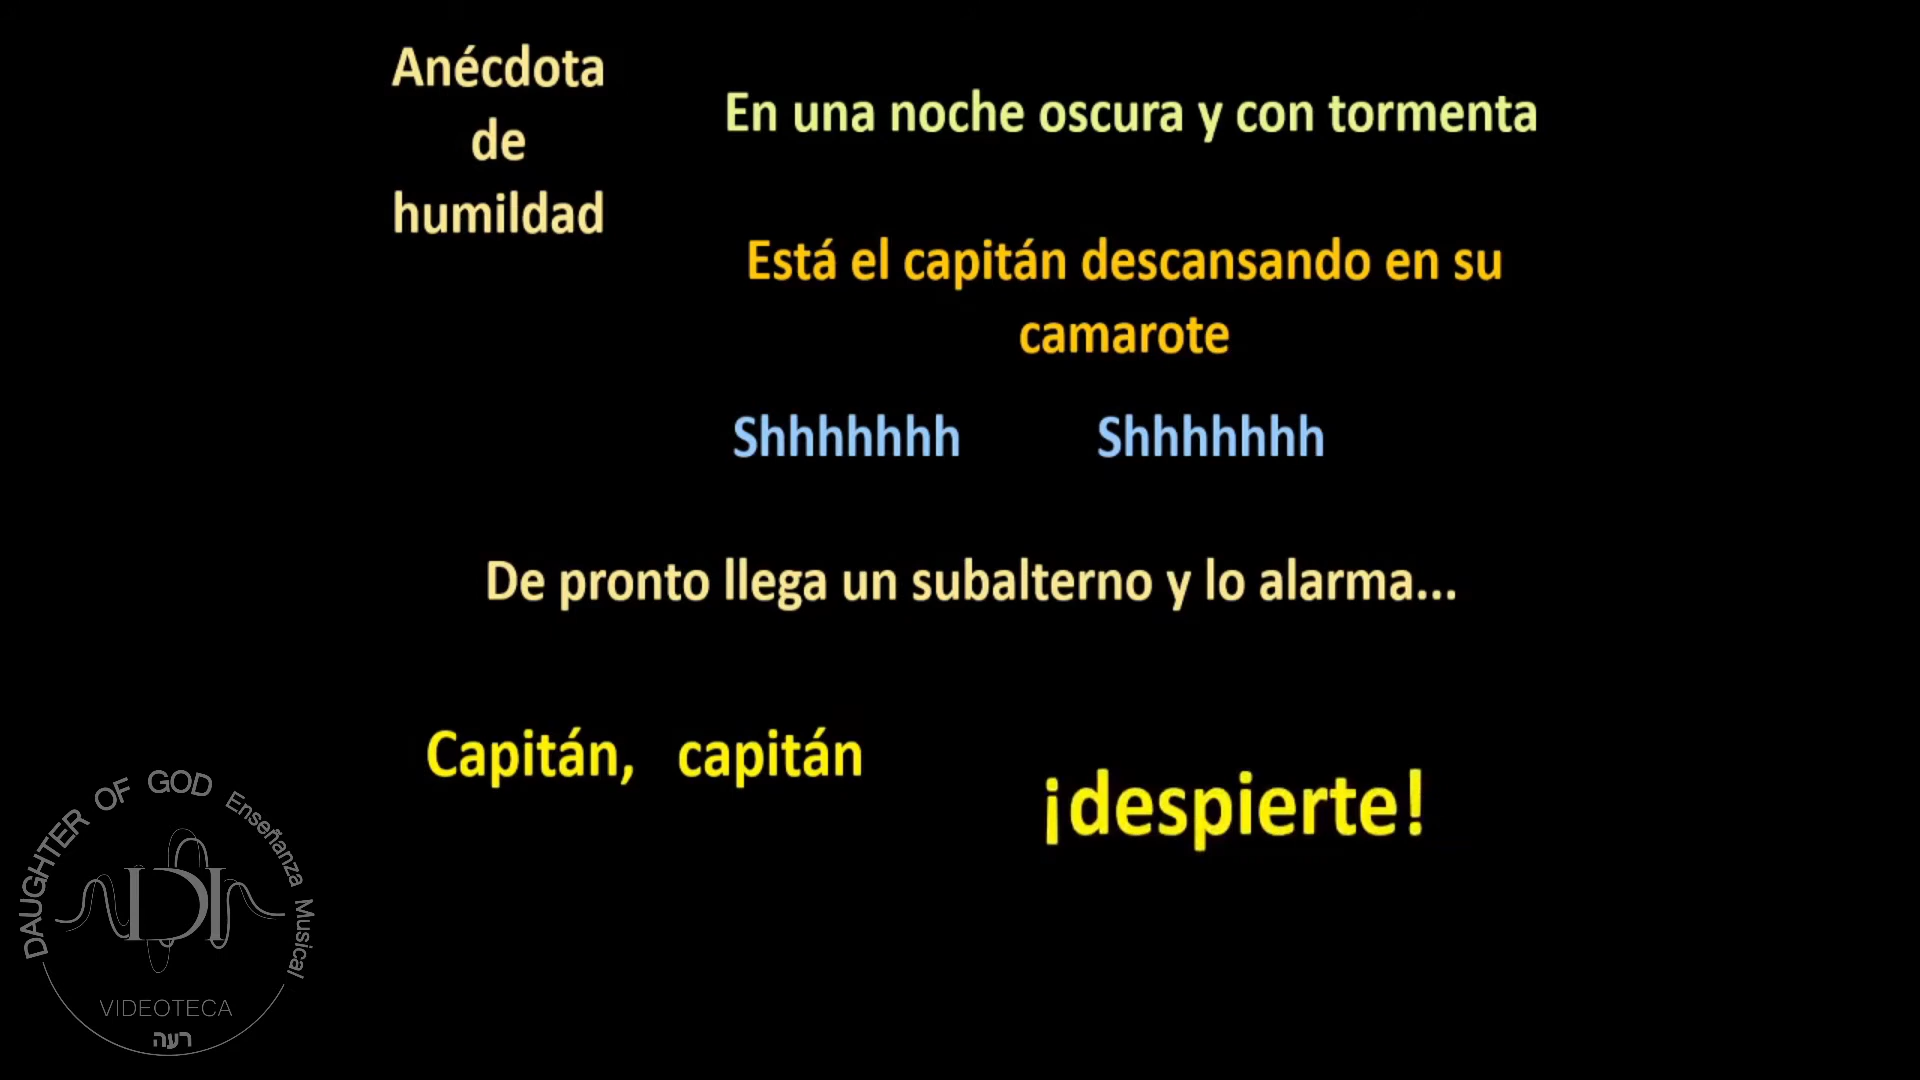 Anécdota
de
humildad
En una noche oscura y con tormenta
Está el capitán descansando en su
camarote
Shhhhhhh Shhhhhhh
De pronto llega un subalterno y lo alarma...
Capitán, capitán
¡despierte!
DAUGHTER OF GOD Enseñanza Musical
VIDEOTECA
רעה